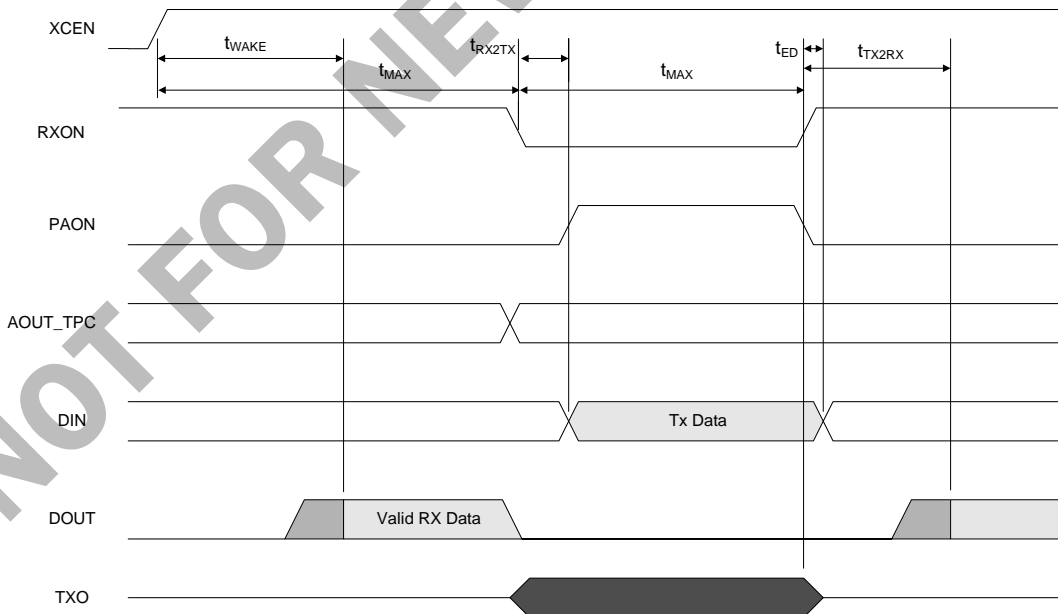 XCEN
tWAKE
tRX2TX
tED
tTX2RX
tMAX
tMAX
RXON
PAON
AOUT_TPC
DIN
Tx Data
DOUT
Valid RX Data
TXO
NOT FOR NEW